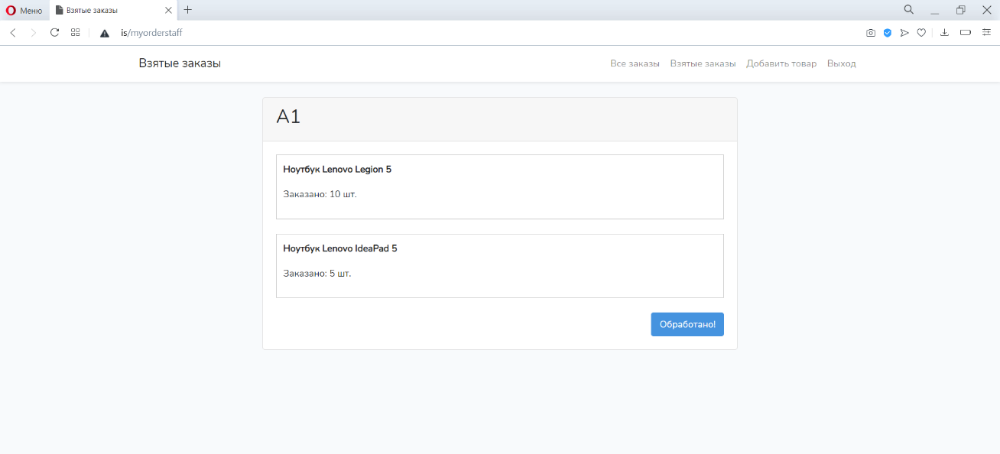 Меню
Взятые заказы
is/myorderstaff
Взятые заказы
Все заказы Взятые заказы Добавить товар Выход
A1
Ноутбук Lenovo Legion 5
Заказано: 10 шт.
Ноутбук Lenovo IdeaPad 5
Заказано: 5 шт.
Обработано!